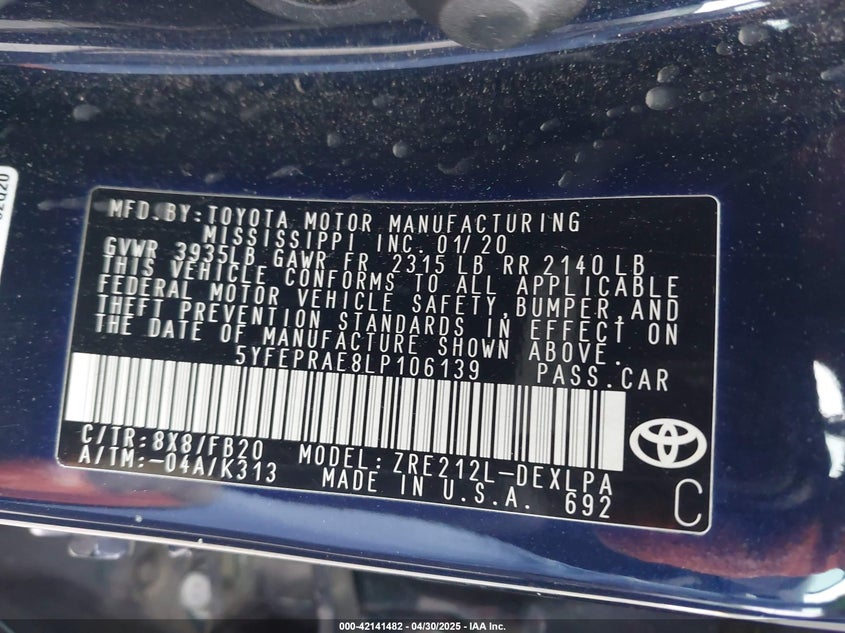 MFD.BY:TOYOTA MOTOR MANUFACTURING
MISSISSIPPI INC. 01/20
GVWR 3935LB GAWR FR 2315 LB RR 2140 LB
THIS VEHICLE CONFORMS TO ALL APPLICABLE
FEDERAL MOTOR VEHICLE SAFETY,BUMPER,AND
THEFT PREVENTION STANDARDS IN EFFECT ON
THE DATE OF MANUFACTURE SHOWN ABOVE.
5YFEPRAE8LP106139 PASS.CAR
C/TR:8X8/FB20 MODEL:ZRE212L-DEXLPA
A/TM:-04A/K313 MADE IN U.S.A. 692
C
000-42141482 - 04/30/2025 - IAA Inc.